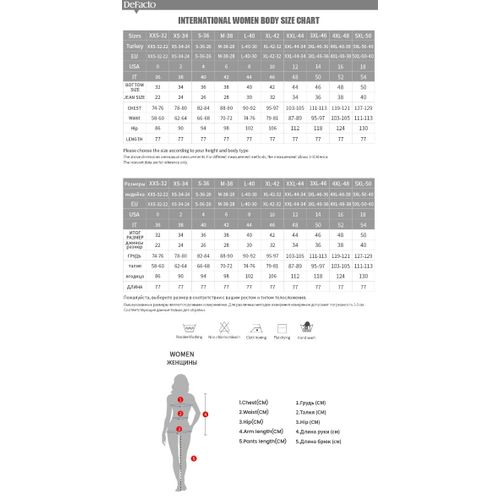 DeFacto
INTERNATIONAL WOMEN BODY SIZE CHART
Sizes XXS-32 XS-34 S-36 M-38 L-40 XL-42 XXL-44 3XL-46 4XL-48 5XL-50
Turkey XXS-32-22 XS-34-24 S-36-26 M-38-28 L-40-30 XL-42-32 XXL-44-34 3XL-46-36 4XL-48-38 5XL-50-40
EU XXS-32-22 XS-34-24 S-36-26 M-38-28 L-40-30 XL-42-32 XXL-44-34 3XL-46-36 4XL-48-38 5XL-50-40
USA 0 2 4 6 8 10 12 14 16 18
IT 36 38 40 42 44 46 48 50 52 54
BOTTOM SIZE 32 34 36 38 40 42 44 46 48 50
JEAN SIZE 22 24 26 28 30 32 34 36 38 40
CHEST 74-76 78-80 82-84 88-90 90-92 95-97 103-105 111-113 119-121 127-129
Waist 58-60 62-64 66-68 70-72 74-76 79-81 87-89 95-97 103-105 111-113
Hip 86 90 94 98 102 106 112 118 124 130
LENGTH 77 77 77 77 77 77 77 77 77 77
Please choose the size according to your height and body type
Размеры XXS-32 XS-34 S-36 M-38 L-40 XL-42 XXL-44 3XL-46 4XL-48 5XL-50
индейка XXS-32-22 XS-34-24 S-36-26 M-38-28 L-40-30 XL-42-32 XXL-44-34 3XL-46-36 4XL-48-38 5XL-50-40
EU XXS-32-22 XS-34-24 S-36-26 M-38-28 L-40-30 XL-42-32 XXL-44-34 3XL-46-36 4XL-48-38 5XL-50-40
USA 0 2 4 6 8 10 12 14 16 18
IT 36 38 40 42 44 46 48 50 52 54
ИТОГ РАЗМЕР 32 34 36 38 40 42 44 46 48 50
джинсы размер 22 24 26 28 30 32 34 36 38 40
ГРУДЬ 74-76 78-80 82-84 88-90 90-92 95-97 103-105 111-113 119-121 127-129
талия 58-60 62-64 66-68 70-72 74-76 79-81 87-89 95-97 103-105 111-113
ягодица 86 90 94 98 102 106 112 118 124 130
ДЛИНА 77 77 77 77 77 77 77 77 77 77
Пожалуйста, выберите размер в соответствии с вашим ростом и типом телосложения.
Non chlorine bleach
Dry drying
Hand wash
WOMEN
ЖЕНЩИНЫ
1
2
3
4
5
1.Chest(CM)
2.Waist(CM)
3.Hip(CM)
4.Arm length(CM)
5.Pants length(CM)
1.Грудь (СМ)
2.Талия (СМ)
3.Hip (СМ)
4.Длина руки (см)
5.Длина брюк (см)